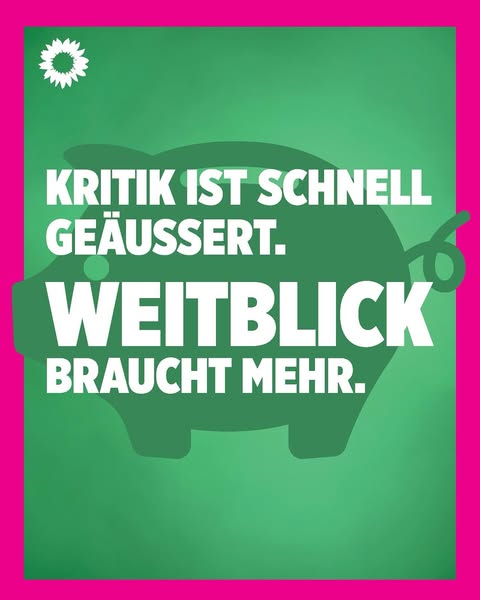 KRITIK IST SCHNELL
GEÄUSSERT.
WEITBLICK
BRAUCHT MEHR.